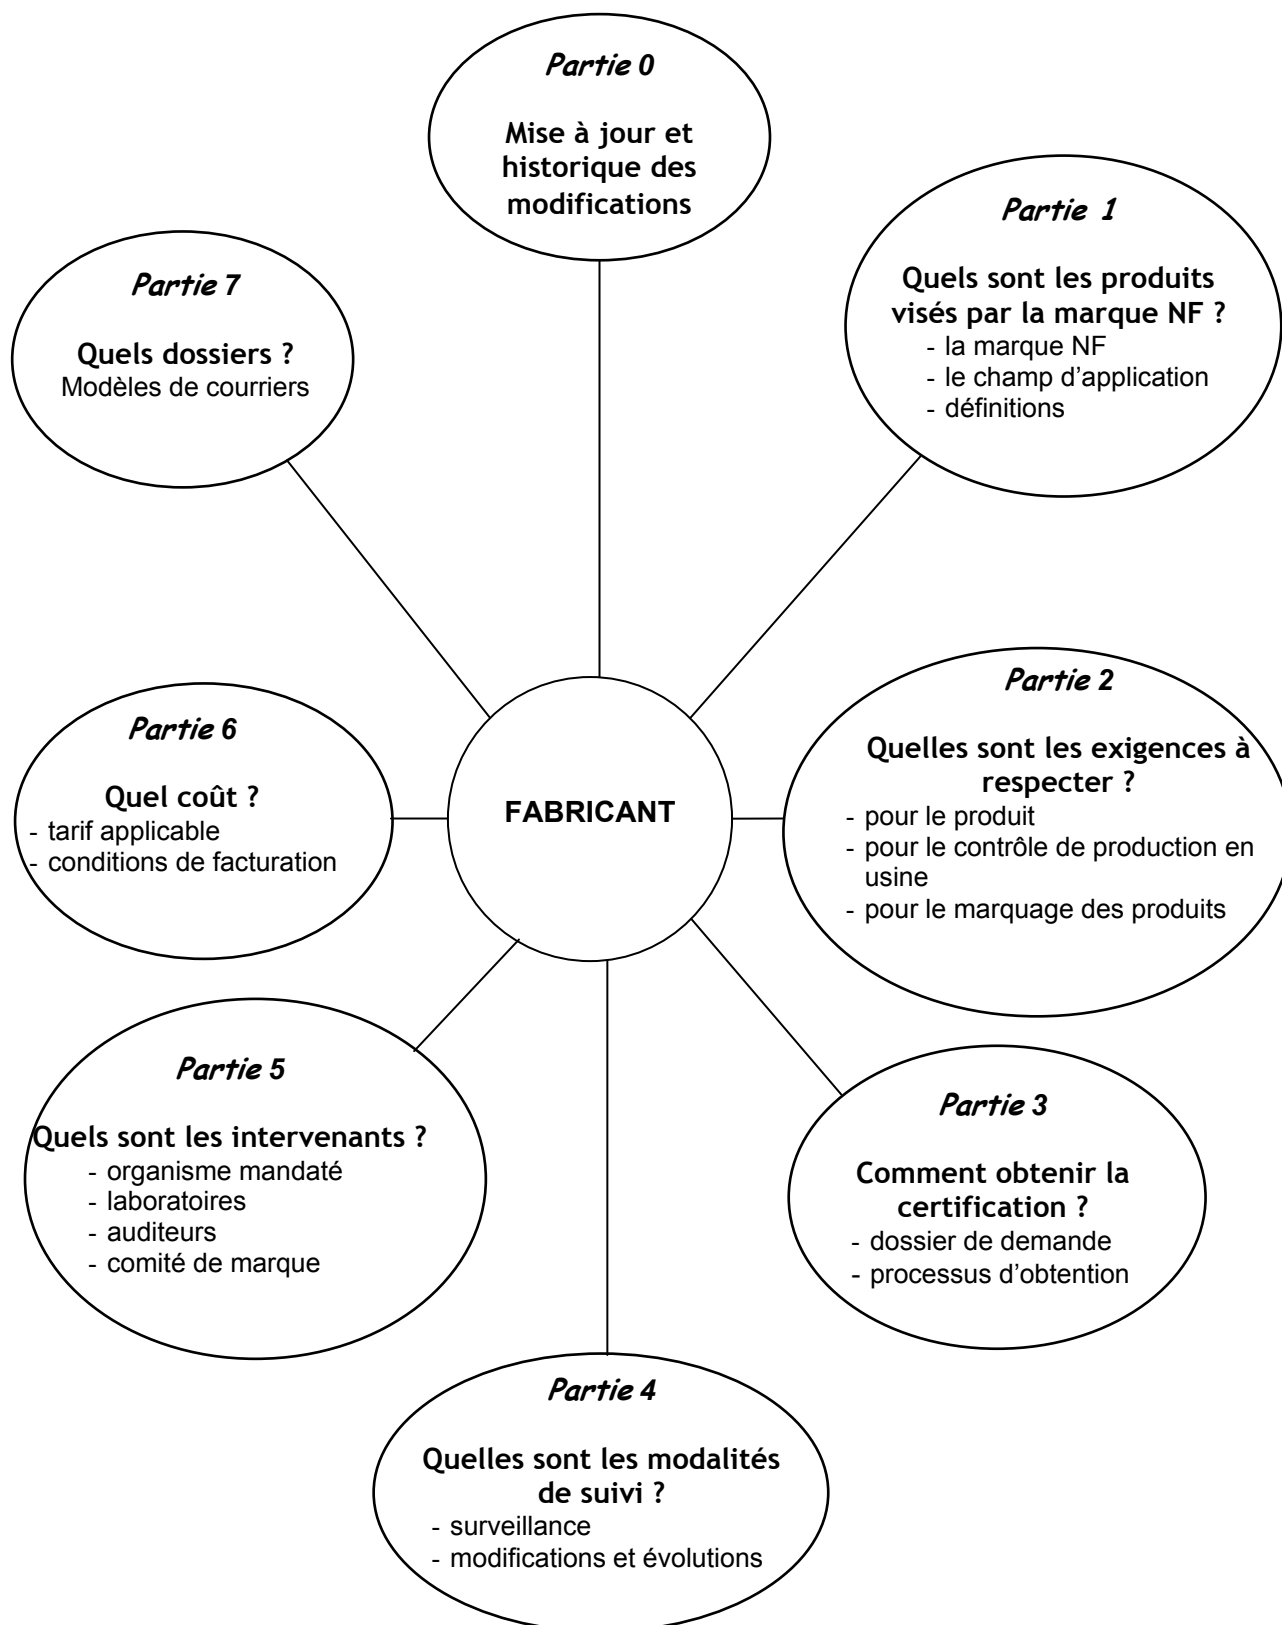 Partie 0
Mise à jour et
historique des
modifications
Partie 1
Quels sont les produits
visés par la marque NF ?
- la marque NF
- le champ d’application
- définitions
Partie 7
Quels dossiers ?
Modèles de courriers
Partie 2
Quelles sont les exigences à
respecter ?
- pour le produit
- pour le contrôle de production en
usine
- pour le marquage des produits
Partie 6
Quel coût ?
- tarif applicable
- conditions de facturation
FABRICANT
Partie 5
Quels sont les intervenants ?
- organisme mandaté
- laboratoires
- auditeurs
- comité de marque
Partie 3
Comment obtenir la
certification ?
- dossier de demande
- processus d’obtention
Partie 4
Quelles sont les modalités
de suivi ?
- surveillance
- modifications et évolutions